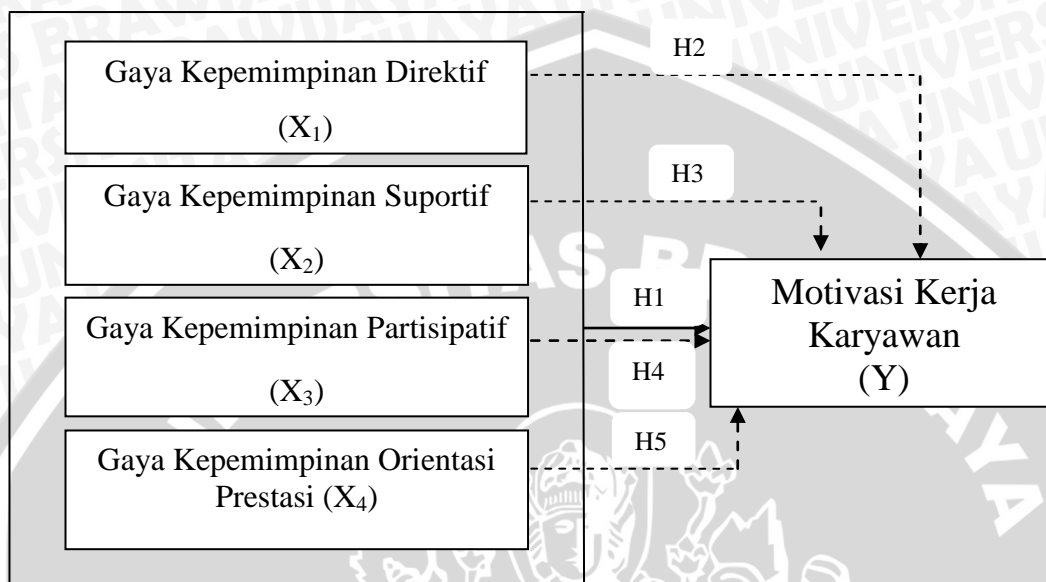 Gaya Kepemimpinan Direktif
(X₁)
Gaya Kepemimpinan Suportif
(X₂)
Gaya Kepemimpinan Partisipatif
(X₃)
Gaya Kepemimpinan Orientasi
Prestasi (X₄)
H2
H3
H1
H4
H5
Motivasi Kerja
Karyawan
(Y)